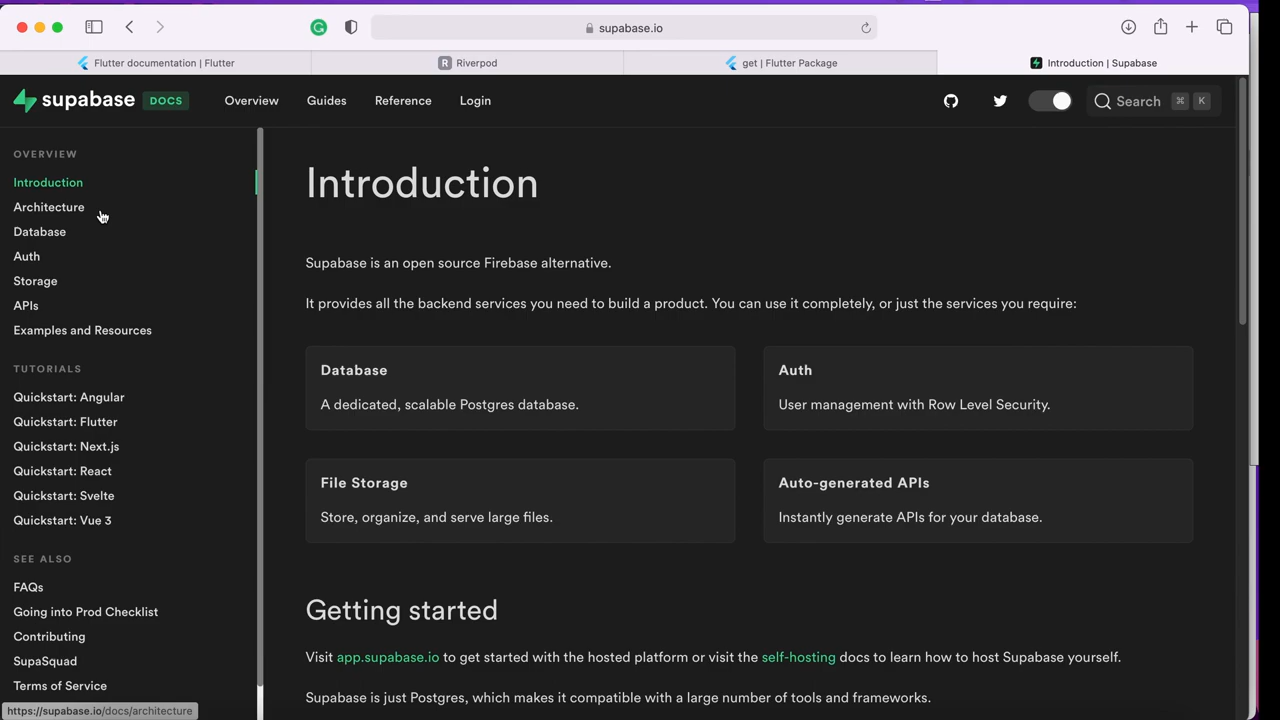 supabase.io
Flutter documentation | Flutter
R Riverpod
get | Flutter Package
Introduction | Supabase
supabase DOCS Overview Guides Reference Login Search ⌘ K
OVERVIEW
Introduction
Architecture
Database
Auth
Storage
APIs
Examples and Resources
TUTORIALS
Quickstart: Angular
Quickstart: Flutter
Quickstart: Next.js
Quickstart: React
Quickstart: Svelte
Quickstart: Vue 3
SEE ALSO
FAQs
Going into Prod Checklist
Contributing
SupaSquad
Terms of Service
https://supabase.io/docs/architecture
Introduction
Supabase is an open source Firebase alternative.
It provides all the backend services you need to build a product. You can use it completely, or just the services you require:
Database
A dedicated, scalable Postgres database.
Auth
User management with Row Level Security.
File Storage
Store, organize, and serve large files.
Auto-generated APIs
Instantly generate APIs for your database.
Getting started
Visit app.supabase.io to get started with the hosted platform or visit the self-hosting docs to learn how to host Supabase yourself.
Supabase is just Postgres, which makes it compatible with a large number of tools and frameworks.